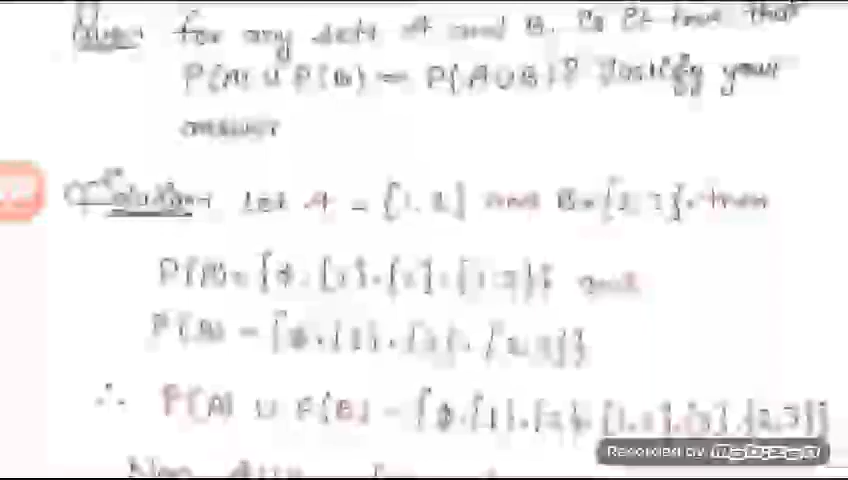 for any sets A and B. Is it true that
P(A) ∪ P(B) = P(A∪B)? Justify your
answer
Solution Let A = {1, 2} and B = {2, 3}. then
P(A) = {ϕ, {1}, {2}, {1, 2}} and
P(B) = {ϕ, {2}, {3}, {2, 3}}
∴ P(A) ∪ P(B) = {ϕ, {1}, {2}, {1, 2}, {3}, {2, 3}}
Recorded by mobizen